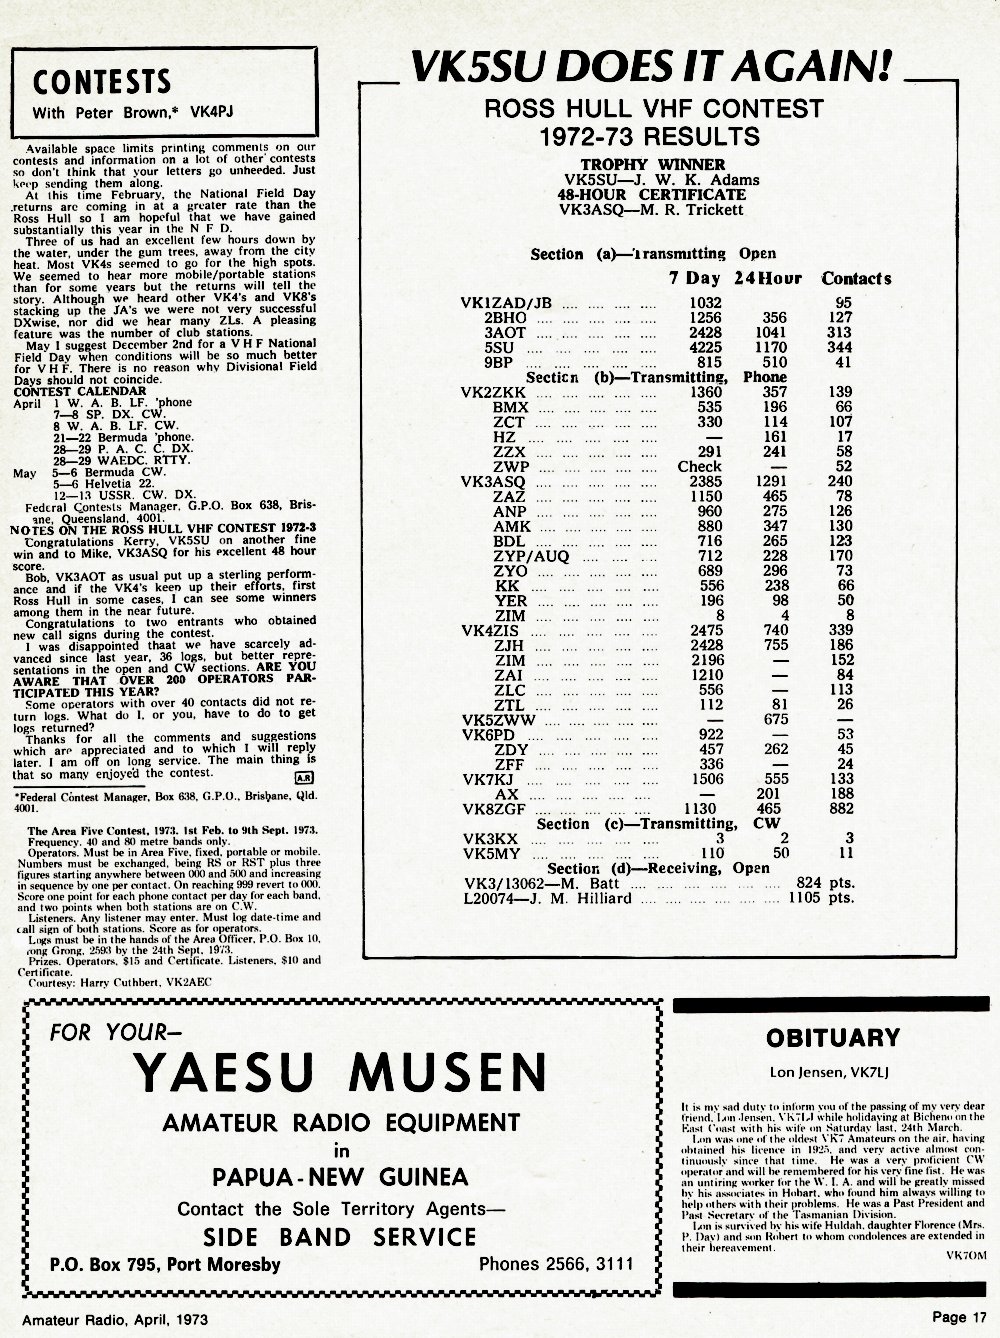 CONTESTS
With Peter Brown,* VK4PJ
Available space limits printing comments on our
contests and information on a lot of other contests
so don't think that your letters go unheeded. Just
keep sending them along.
At this time February, the National Field Day
returns are coming in at a greater rate than the
Ross Hull so I am hopeful that we have gained
substantially this year in the N F D.
Three of us had an excellent few hours down by
the water, under the gum trees, away from the city
heat. Most VK4s seemed to go for the high spots.
We seemed to hear more mobile/portable stations
than for some years but the returns will tell the
story. Although we heard other VK4's and VK8's
stacking up the JA's we were not very successful
DXwise, nor did we hear many ZLs. A pleasing
feature was the number of club stations.
May I suggest December 2nd for a V H F National
Field Day when conditions will be so much better
for V H F. There is no reason why Divisional Field
Days should not coincide.
CONTEST CALENDAR
April 1 W. A. B. LF. 'phone
7—8 SP. DX. CW.
8 W. A. B. LF. CW.
21—22 Bermuda 'phone.
28—29 P. A. C. C. DX.
28—29 WAEDC. RTTY.
May 5—6 Bermuda CW.
5—6 Helvetia 22.
12—13 USSR. CW. DX.
Federal Contests Manager, G.P.O. Box 638, Bris-
bane, Queensland, 4001.
NOTES ON THE ROSS HULL VHF CONTEST 1972-3
Congratulations Kerry, VK5SU on another fine
win and to Mike, VK3ASQ for his excellent 48 hour
score.
Bob, VK3AOT as usual put up a sterling perform-
ance and if the VK4's keep up their efforts, first
Ross Hull in some cases, I can see some winners
among them in the near future.
Congratulations to two entrants who obtained
new call signs during the contest.
I was disappointed thaat we have scarcely ad-
vanced since last year, 36 logs, but better repre-
sentations in the open and CW sections. ARE YOU
AWARE THAT OVER 200 OPERATORS PAR-
TICIPATED THIS YEAR?
Some operators with over 40 contacts did not re-
turn logs. What do I, or you, have to do to get
logs returned?
Thanks for all the comments and suggestions
which are appreciated and to which I will reply
later. I am off on long service. The main thing is
that so many enjoyed the contest.
A.R
*Federal Contest Manager, Box 638, G.P.O., Brisbane, Qld.
4001.
The Area Five Contest, 1973. 1st Feb. to 9th Sept. 1973.
Frequency. 40 and 80 metre bands only.
Operators. Must be in Area Five, fixed, portable or mobile.
Numbers must be exchanged, being RS or RST plus three
figures starting anywhere between 000 and 500 and increasing
in sequence by one per contact. On reaching 999 revert to 000.
Score one point for each phone contact per day for each band,
and two points when both stations are on C.W.
Listeners. Any listener may enter. Must log date-time and
call sign of both stations. Score as for operators.
Logs must be in the hands of the Area Officer, P.O. Box 10,
rong Grong, 2593 by the 24th Sept, 1973.
Prizes. Operators, $15 and Certificate. Listeners, $10 and
Certificate.
Courtesy: Harry Cuthbert, VK2AEC
VK5SU DOES IT AGAIN!
ROSS HULL VHF CONTEST
1972-73 RESULTS
TROPHY WINNER
VK5SU—J. W. K. Adams
48-HOUR CERTIFICATE
VK3ASQ—M. R. Trickett
Section (a)—Transmitting Open
7 Day 24 Hour Contacts
VK1ZAD/JB .... .... .... .... 1032 95
2BHO .... .... .... .... .... 1256 356 127
3AOT .... .... .... .... .... 2428 1041 313
5SU .... .... .... .... .... 4225 1170 344
9BP .... .... .... .... .... 815 510 41
Section (b)—Transmitting, Phone
VK2ZKK .... .... .... .... .... 1360 357 139
BMX .... .... .... .... .... 535 196 66
ZCT .... .... .... .... .... 330 114 107
HZ .... .... .... .... .... — 161 17
ZZX .... .... .... .... .... 291 241 58
ZWP .... .... .... .... .... Check — 52
VK3ASQ .... .... .... .... .... 2385 1291 240
ZAZ .... .... .... .... .... 1150 465 78
ANP .... .... .... .... .... 960 275 126
AMK .... .... .... .... .... 880 347 130
BDL .... .... .... .... .... 716 265 123
ZYP/AUQ .... .... .... .... 712 228 170
ZYO .... .... .... .... .... 689 296 73
KK .... .... .... .... .... 556 238 66
YER .... .... .... .... .... 196 98 50
ZIM .... .... .... .... .... 8 4 8
VK4ZIS .... .... .... .... .... 2475 740 339
ZJH .... .... .... .... .... 2428 755 186
ZIM .... .... .... .... .... 2196 — 152
ZAI .... .... .... .... .... 1210 — 84
ZLC .... .... .... .... .... 556 — 113
ZTL .... .... .... .... .... 112 81 26
VK5ZWW .... .... .... .... — 675 —
VK6PD .... .... .... .... .... 922 — 53
ZDY .... .... .... .... .... 457 262 45
ZFF .... .... .... .... .... 336 — 24
VK7KJ .... .... .... .... .... 1506 555 133
AX .... .... .... .... .... — 201 188
VK8ZGF .... .... .... .... .... 1130 465 882
Section (c)—Transmitting, CW
VK3KX .... .... .... .... .... 3 2 3
VK5MY .... .... .... .... .... 110 50 11
Section (d)—Receiving, Open
VK3/13062—M. Batt .... .... .... .... .... .... 824 pts.
L20074—J. M. Hilliard .... .... .... .... .... 1105 pts.
FOR YOUR—
YAESU MUSEN
AMATEUR RADIO EQUIPMENT
in
PAPUA-NEW GUINEA
Contact the Sole Territory Agents—
SIDE BAND SERVICE
P.O. Box 795, Port Moresby Phones 2566, 3111
OBITUARY
Lon Jensen, VK7LJ
It is my sad duty to inform you of the passing of my very dear
friend, Lon Jensen, VK7LJ while holidaying at Bicheno on the
East Coast with his wife on Saturday last, 24th March.
Lon was one of the oldest VK7 Amateurs on the air, having
obtained his licence in 1925, and very active almost con-
tinuously since that time. He was a very proficient CW
operator and will be remembered for his very fine fist. He was
an untiring worker for the W. I. A. and will be greatly missed
by his associates in Hobart, who found him always willing to
help others with their problems. He was a Past President and
Past Secretary of the Tasmanian Division.
Lon is survived by his wife Huldah, daughter Florence (Mrs.
P. Day) and son Robert to whom condolences are extended in
their bereavement.
VK7OM
Amateur Radio, April, 1973 Page 17